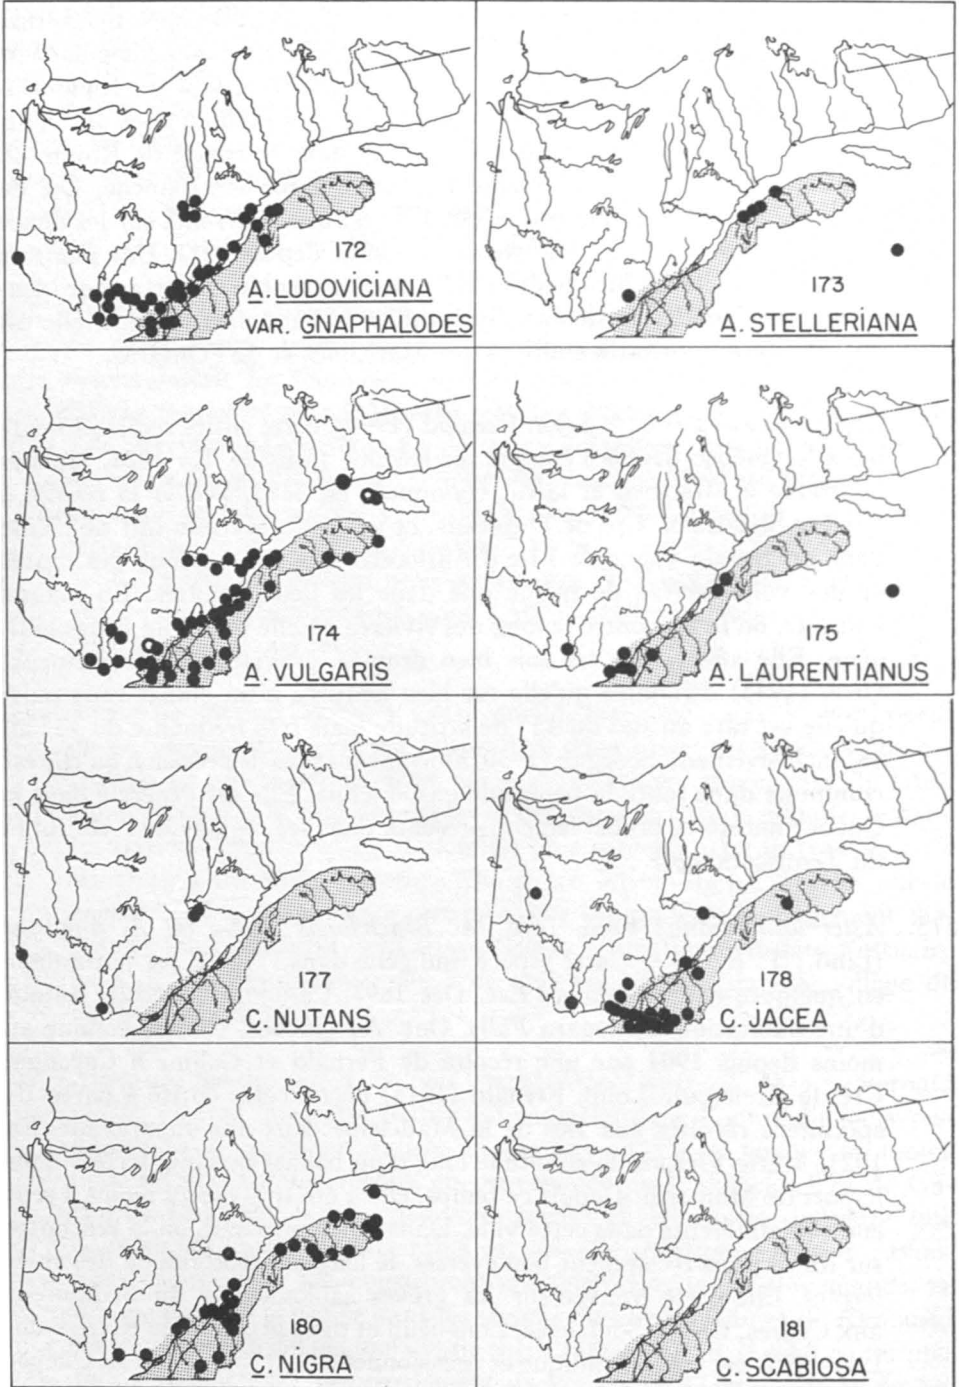 172
A. LUDOVICIANA
VAR. GNAPHALODES
173
A. STELLERIANA
174
A. VULGARIS
175
A. LAURENTIANUS
177
C. NUTANS
178
C. JACEA
180
C. NIGRA
181
C. SCABIOSA